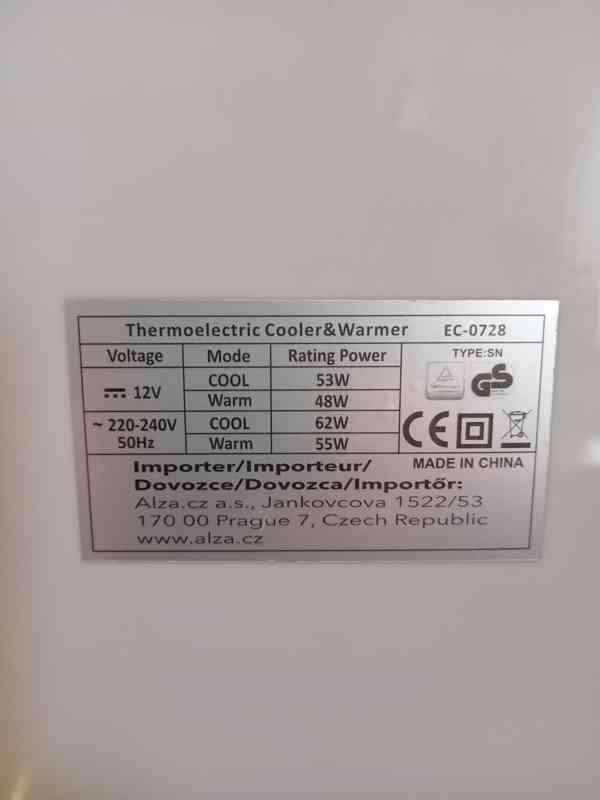 Thermoelectric Cooler&Warmer EC-0728
Voltage Mode Rating Power TYPE:SN
12V COOL 53W
Warm 48W
~ 220-240V 50Hz COOL 62W
Warm 55W
GS
CE
MADE IN CHINA
Importer/Importeur/
Dovozce/Dovozca/Importőr:
Alza.cz a.s., Jankovcova 1522/53
170 00 Prague 7, Czech Republic
www.alza.cz